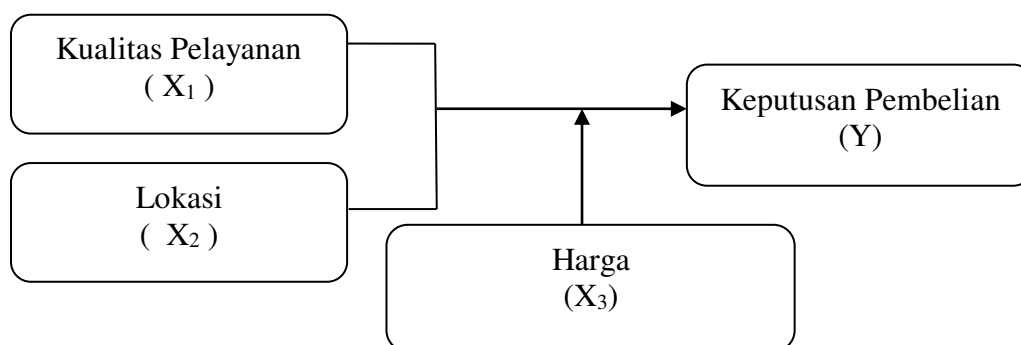 Kualitas Pelayanan
( X₁ )
Keputusan Pembelian
(Y)
Lokasi
( X₂ )
Harga
(X₃)